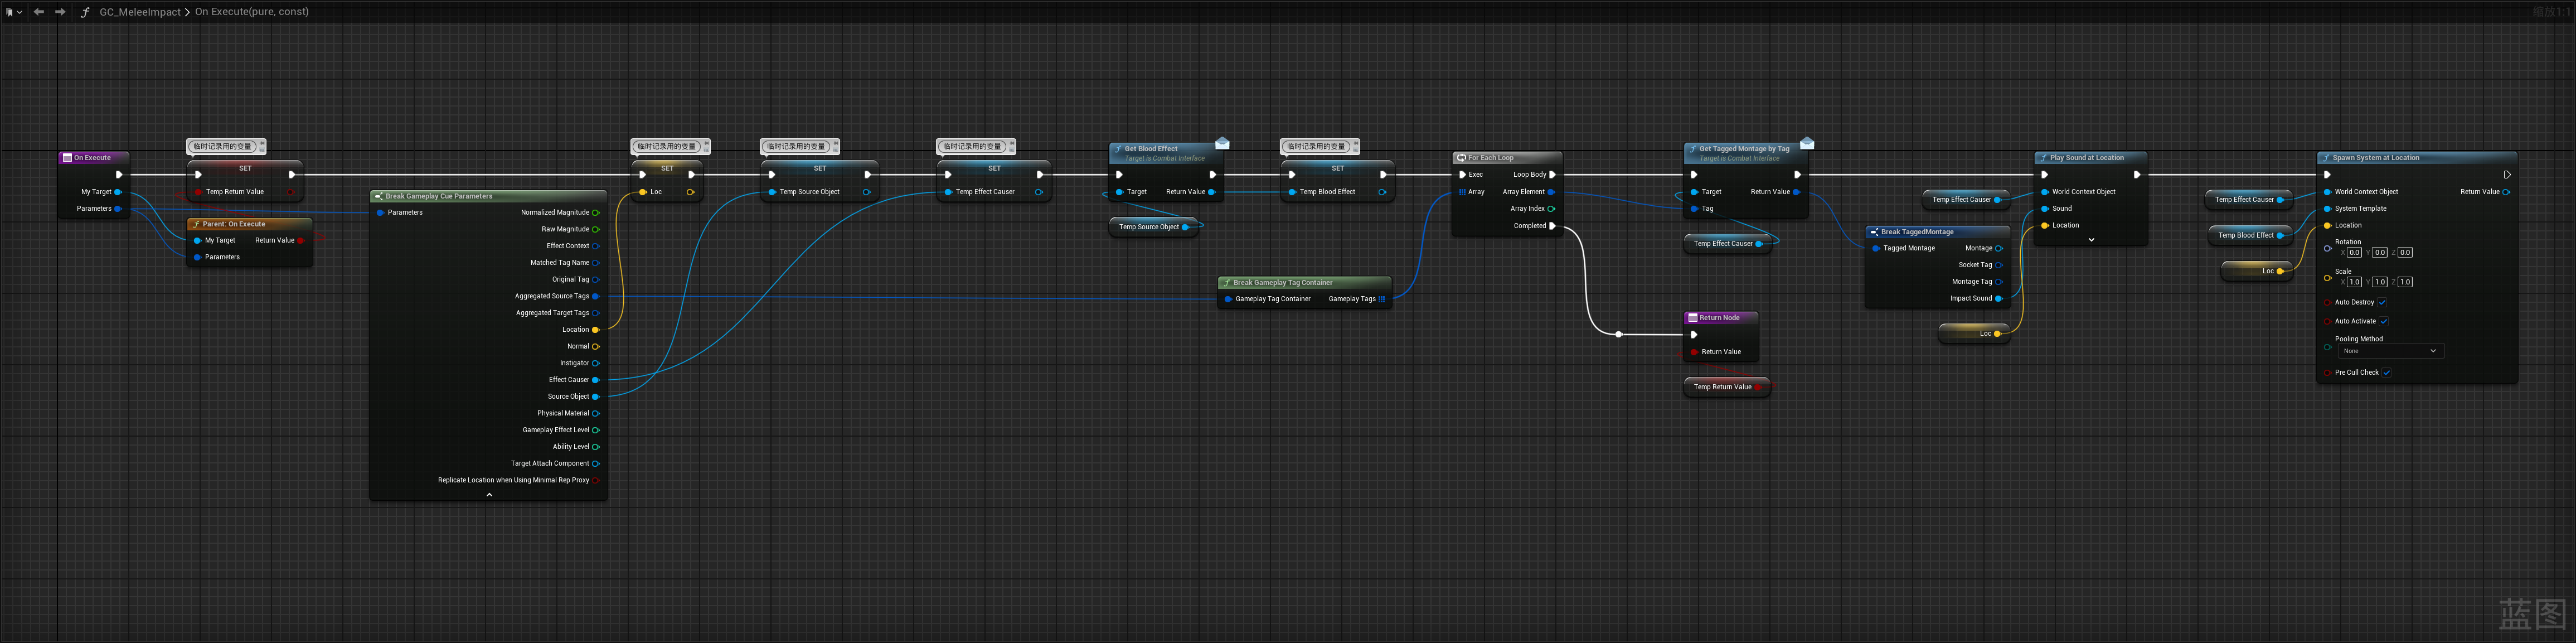 GC_MeleeImpact > On Execute(pure, const)
缩放1:1
On Execute
My Target
Parameters
临时记录用的变量
SET
Temp Return Value
Parent: On Execute
My Target
Return Value
Parameters
Break Gameplay Cue Parameters
Parameters
Normalized Magnitude
Raw Magnitude
Effect Context
Matched Tag Name
Original Tag
Aggregated Source Tags
Aggregated Target Tags
Location
Normal
Instigator
Effect Causer
Source Object
Physical Material
Gameplay Effect Level
Ability Level
Target Attach Component
Replicate Location when Using Minimal Rep Proxy
临时记录用的变量
SET
Loc
临时记录用的变量
SET
Temp Source Object
临时记录用的变量
SET
Temp Effect Causer
Get Blood Effect
Target is Combat Interface
Target
Return Value
Temp Source Object
临时记录用的变量
SET
Temp Blood Effect
Break Gameplay Tag Container
Gameplay Tag Container
Gameplay Tags
For Each Loop
Exec
Loop Body
Array
Array Element
Array Index
Completed
Get Tagged Montage by Tag
Target is Combat Interface
Target
Return Value
Tag
Temp Effect Causer
Return Node
Return Value
Temp Return Value
Break TaggedMontage
Tagged Montage
Montage
Socket Tag
Montage Tag
Impact Sound
Temp Effect Causer
Loc
Play Sound at Location
World Context Object
Sound
Location
Temp Effect Causer
Temp Blood Effect
Loc
Spawn System at Location
World Context Object
Return Value
System Template
Location
Rotation
X 0.0 Y 0.0 Z 0.0
Scale
X 1.0 Y 1.0 Z 1.0
Auto Destroy
Auto Activate
Pooling Method
None
Pre Cull Check
蓝图